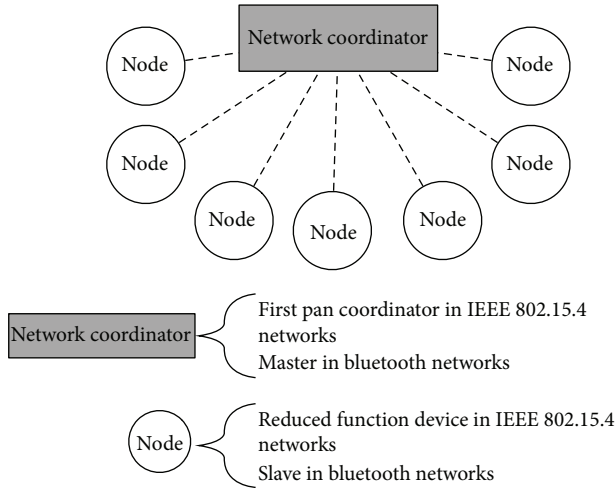 Network coordinator
Node
Node
Node
Node
Node
Node
Node
Network coordinator
First pan coordinator in IEEE 802.15.4
networks
Master in bluetooth networks
Node
Reduced function device in IEEE 802.15.4
networks
Slave in bluetooth networks